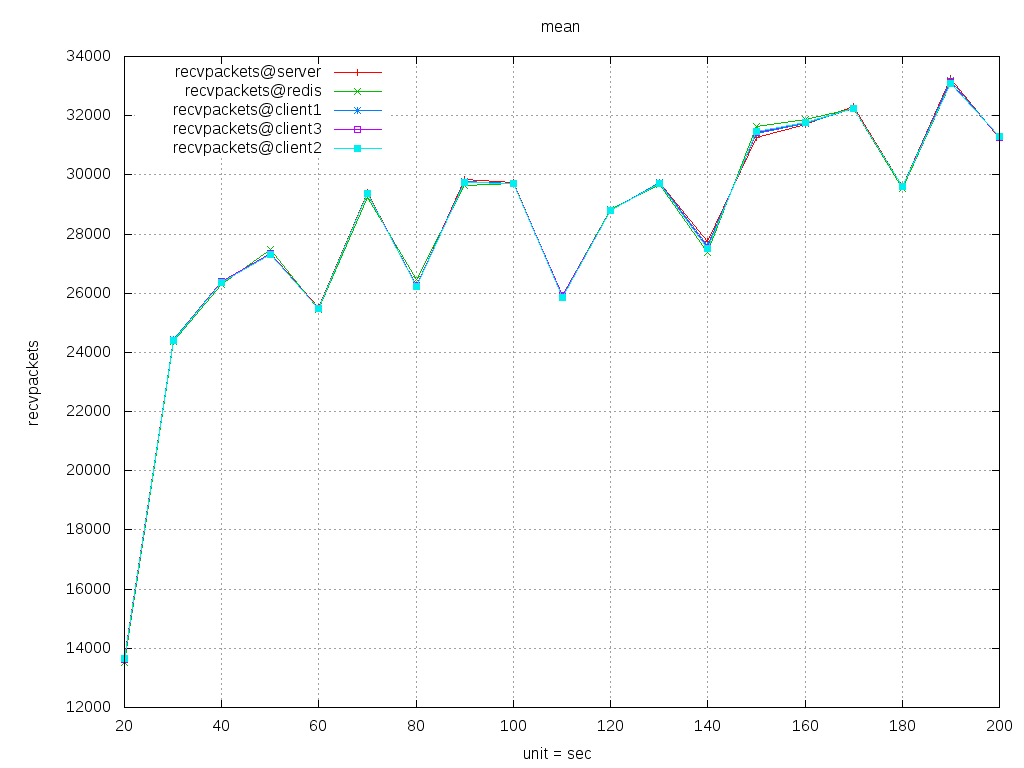 mean
34000
32000
30000
28000
26000
24000
22000
20000
18000
16000
14000
12000
recvpackets@server
recvpackets@redis
recvpackets@client1
recvpackets@client3
recvpackets@client2
recvpackets
20 40 60 80 100 120 140 160 180 200
unit = sec